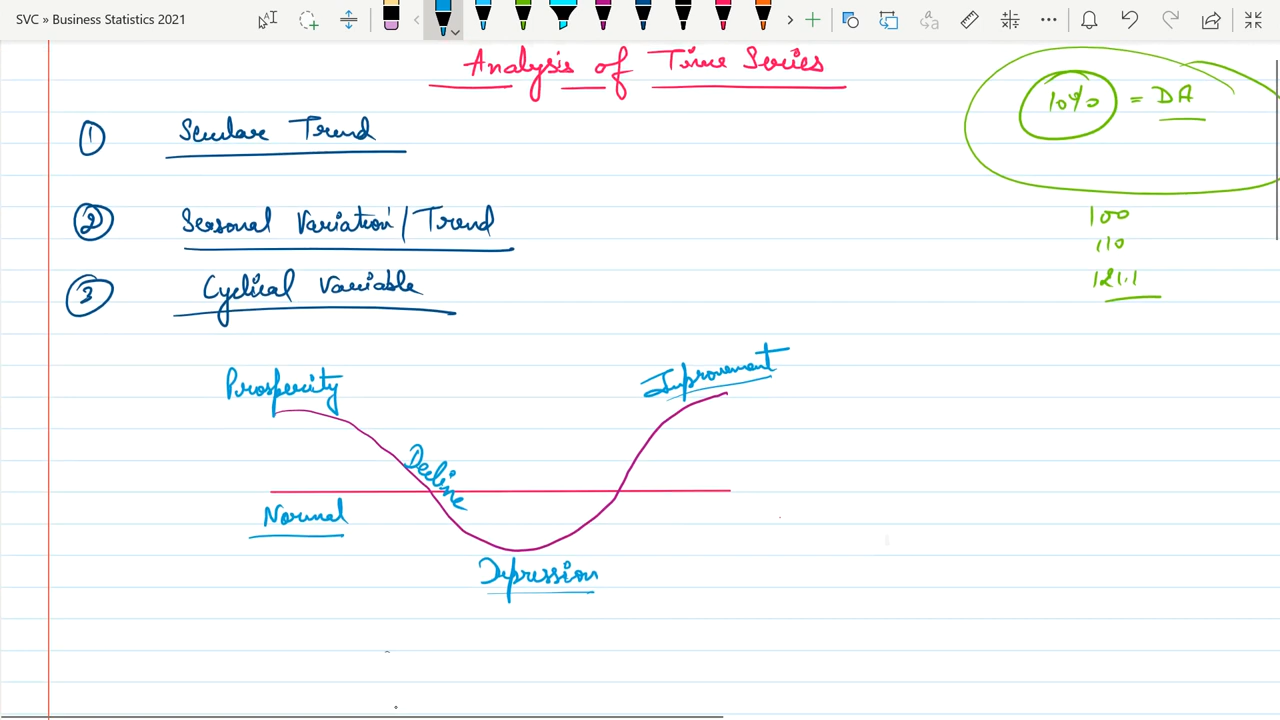 SVC » Business Statistics 2021
Analysis of Time Series
10% = DA
① Secular Trend
100
② Seasonal Variation / Trend
110
121.1
③ Cyclical Variable
Prosperity
Improvement
Decline
Normal
Depression